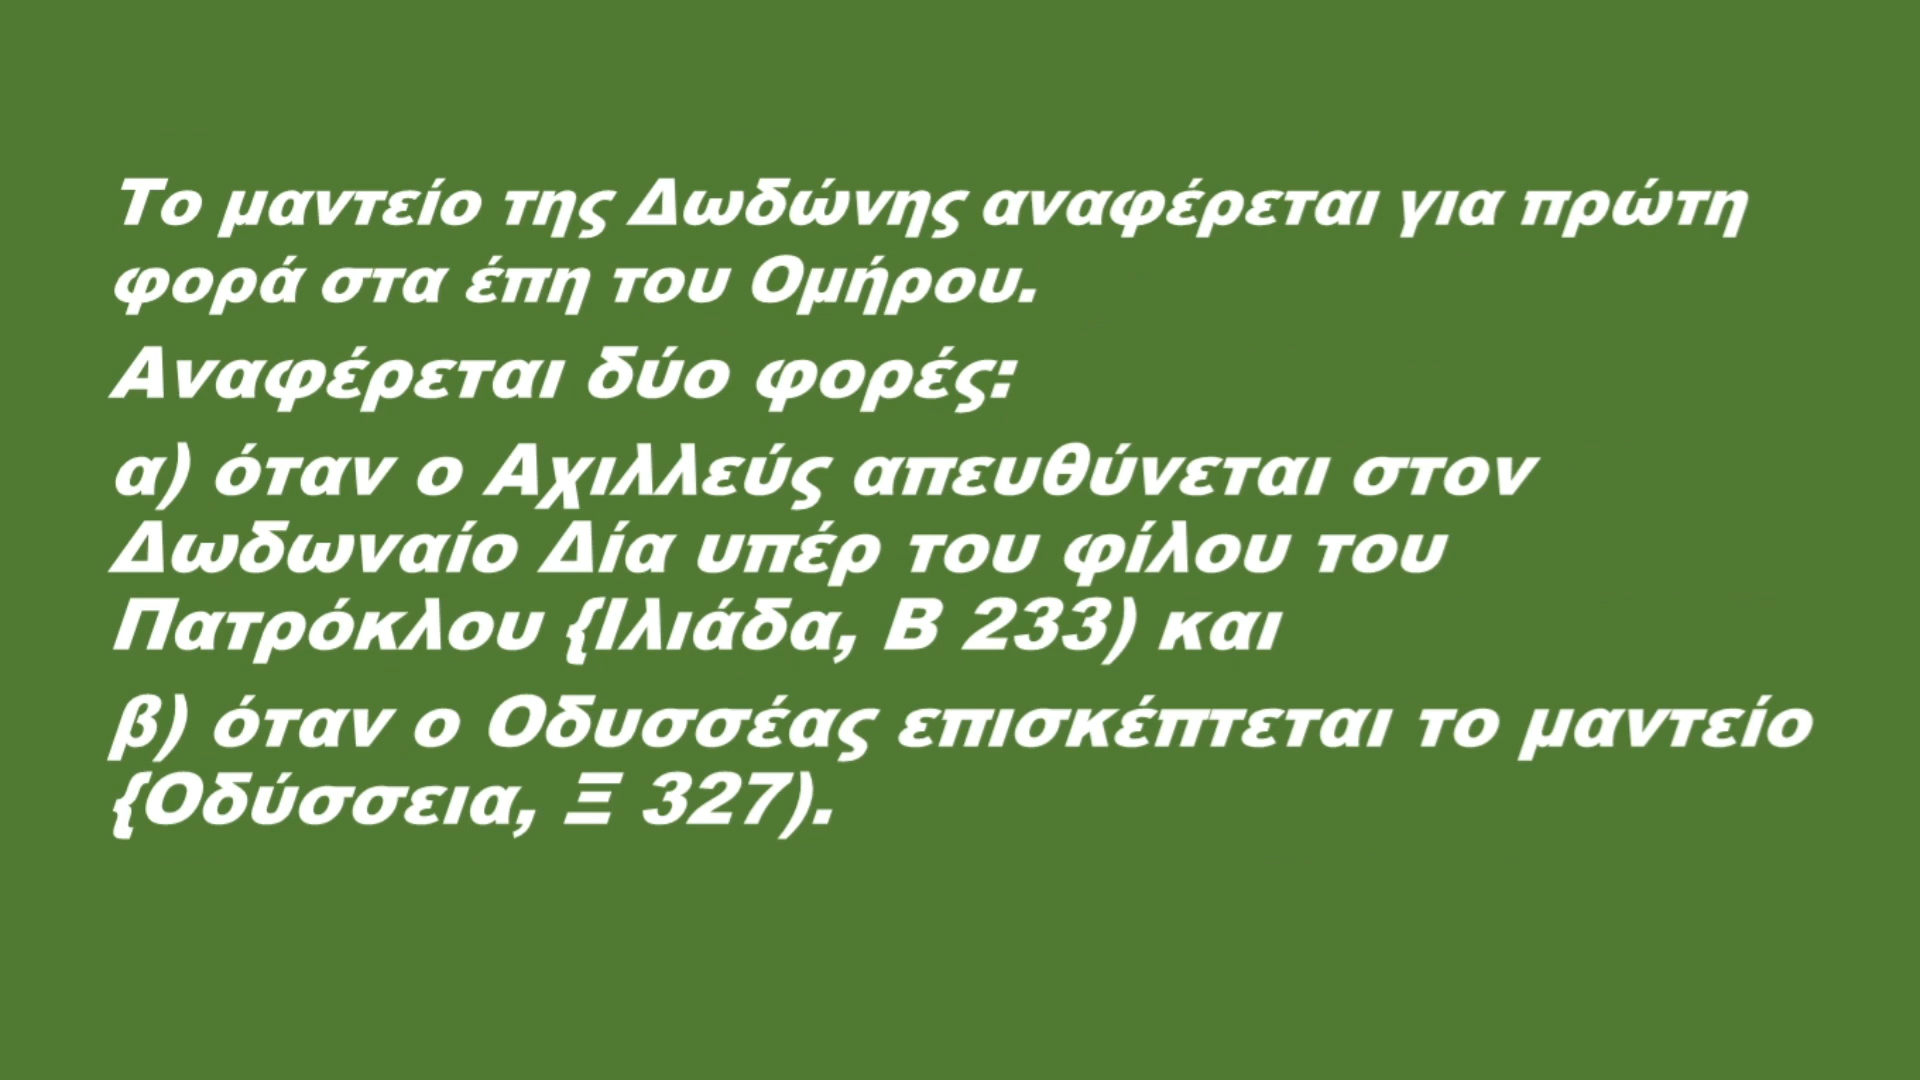 Το μαντείο της Δωδώνης αναφέρεται για πρώτη
φορά στα έπη του Ομήρου.
Αναφέρεται δύο φορές:
α) όταν ο Αχιλλεύς απευθύνεται στον
Δωδωναίο Δία υπέρ του φίλου του
Πατρόκλου {Ιλιάδα, Β 233) και
β) όταν ο Οδυσσέας επισκέπτεται το μαντείο
{Οδύσσεια, Ξ 327).